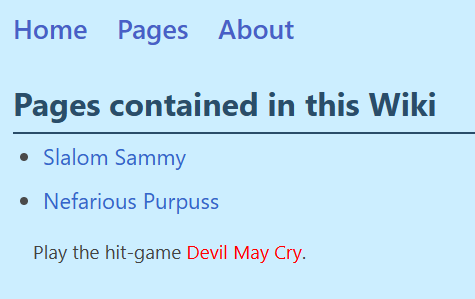 Home Pages About
Pages contained in this Wiki
Slalom Sammy
Nefarious Purpuss
Play the hit-game Devil May Cry.